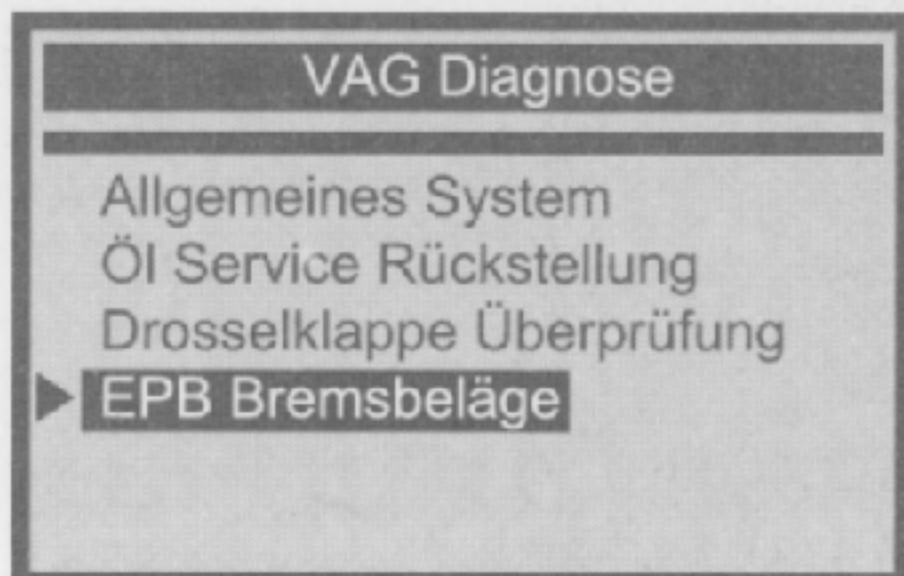 VAG Diagnose
Allgemeines System
Öl Service Rückstellung
Drosselklappe Überprüfung
EPB Bremsbeläge